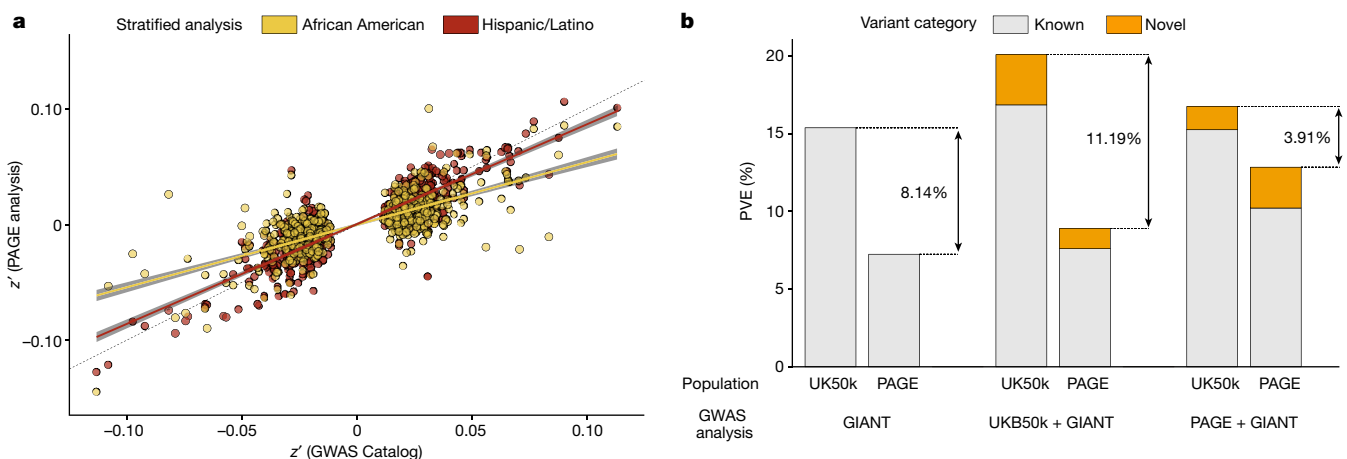 a
Stratified analysis African American Hispanic/Latino
0.10
0
−0.10
z′ (PAGE analysis)
−0.10 −0.05 0 0.05 0.10
z′ (GWAS Catalog)
b
Variant category Known Novel
20
15
10
5
0
PVE (%)
8.14%
11.19%
3.91%
Population UK50k PAGE UK50k PAGE UK50k PAGE
GWAS
analysis
GIANT UKB50k + GIANT PAGE + GIANT